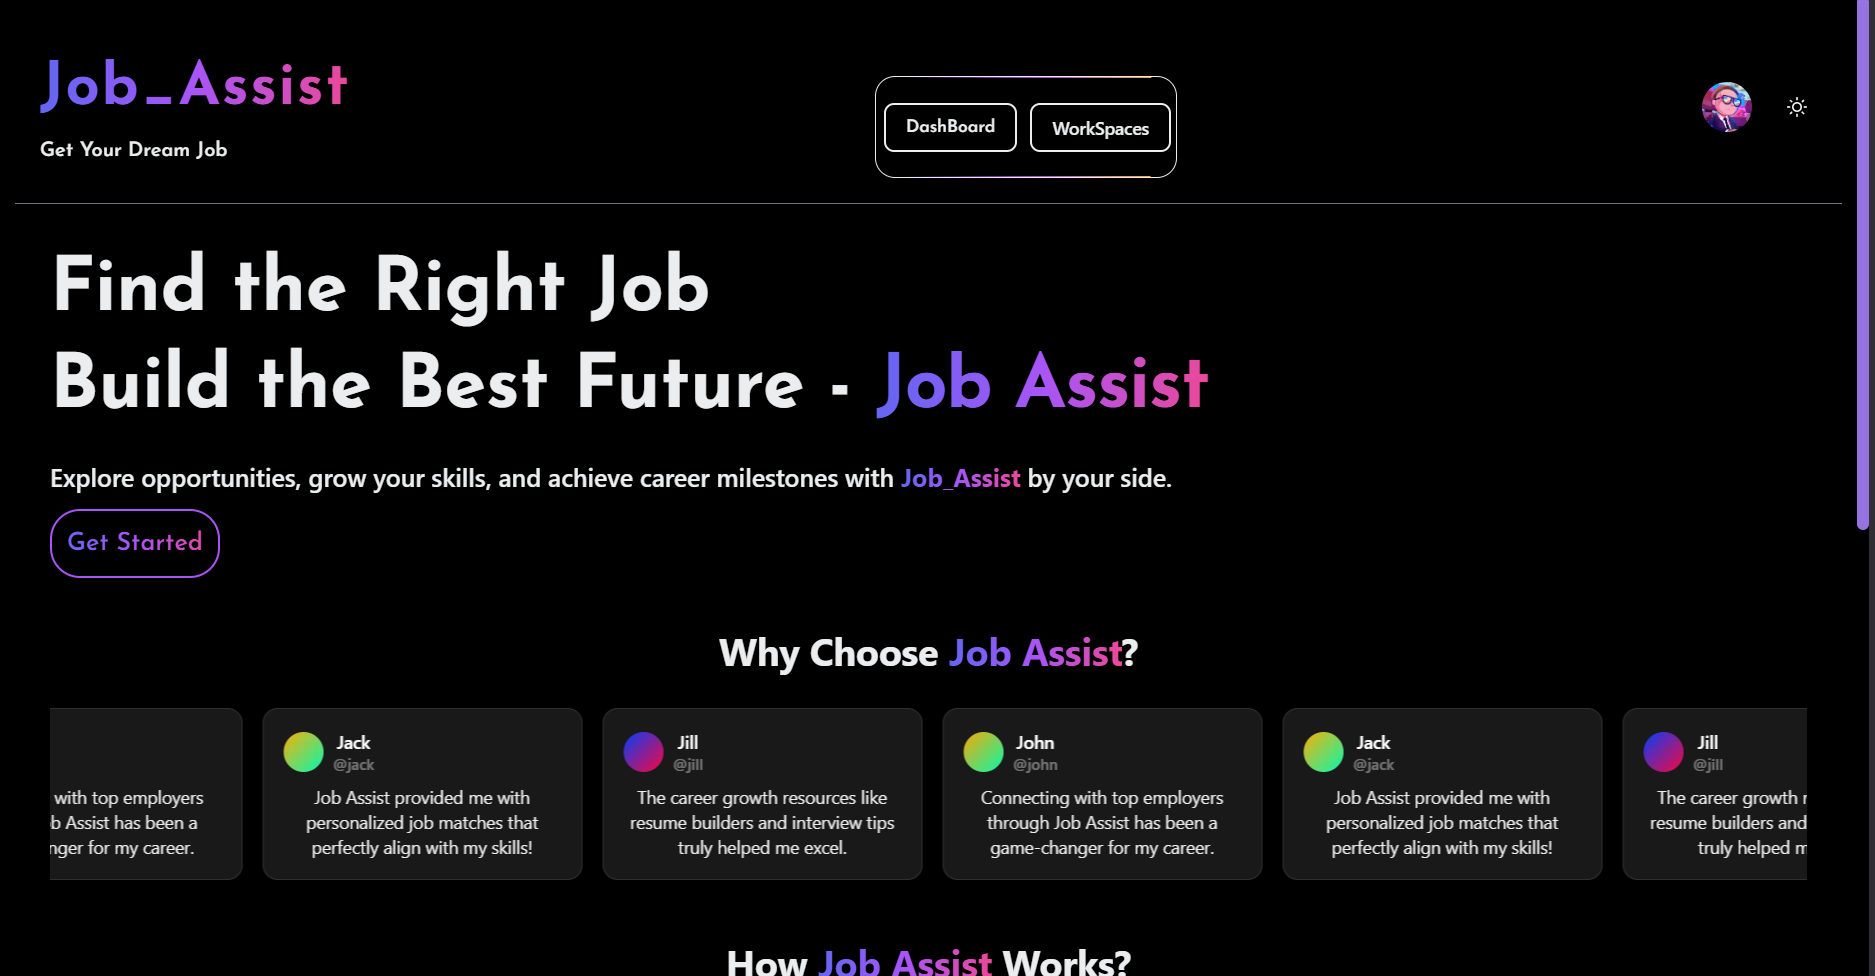 Job_Assist
Get Your Dream Job
DashBoard
WorkSpaces
Find the Right Job
Build the Best Future - Job Assist
Explore opportunities, grow your skills, and achieve career milestones with Job_Assist by your side.
Get Started
Why Choose Job Assist?
with top employers
b Assist has been a
nger for my career.
Jack
@jack
Job Assist provided me with
personalized job matches that
perfectly align with my skills!
Jill
@jill
The career growth resources like
resume builders and interview tips
truly helped me excel.
John
@john
Connecting with top employers
through Job Assist has been a
game-changer for my career.
Jack
@jack
Job Assist provided me with
personalized job matches that
perfectly align with my skills!
Jill
@jill
The career growth r
resume builders and
truly helped m
How Job Assist Works?